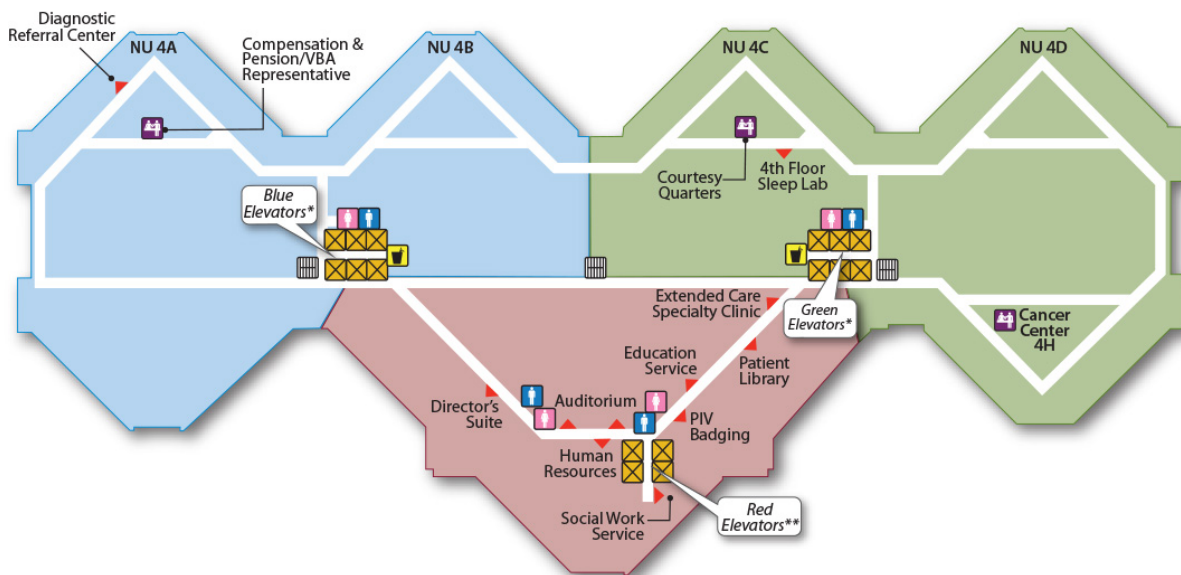 Diagnostic
Referral Center
NU 4A
Compensation &
Pension/VBA
Representative
NU 4B
NU 4C
NU 4D
Courtesy
Quarters
4th Floor
Sleep Lab
Blue
Elevators*
Extended Care
Specialty Clinic
Green
Elevators*
Cancer
Center
4H
Education
Service
Patient
Library
Director's
Suite
Auditorium
PIV
Badging
Human
Resources
Social Work
Service
Red
Elevators**